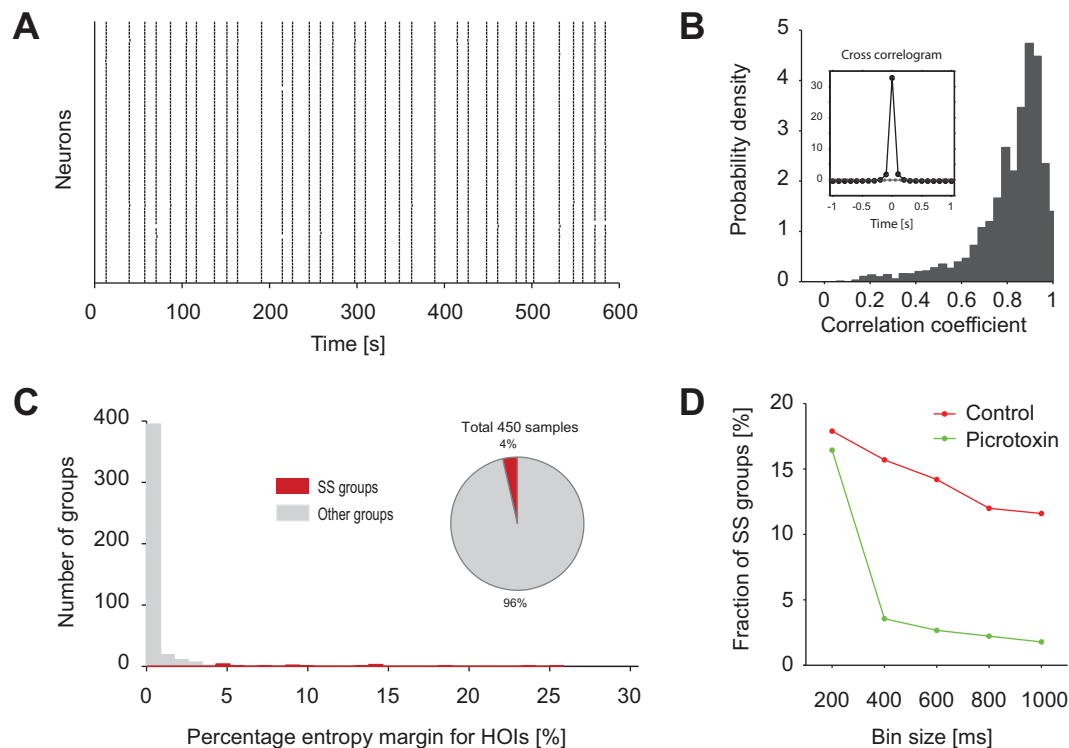 A
Neurons
0 100 200 300 400 500 600
Time [s]
B
Probability density
5
4
3
2
1
0
Cross correlogram
30
20
10
0
-1 -0.5 0 0.5 1
Time [s]
0 0.2 0.4 0.6 0.8 1
Correlation coefficient
C
Number of groups
400
300
200
100
0
Total 450 samples
4%
SS groups
Other groups
96%
0 5 10 15 20 25 30
Percentage entropy margin for HOIs [%]
D
Fraction of SS groups [%]
20
15
10
5
0
Control
Picrotoxin
200 400 600 800 1000
Bin size [ms]